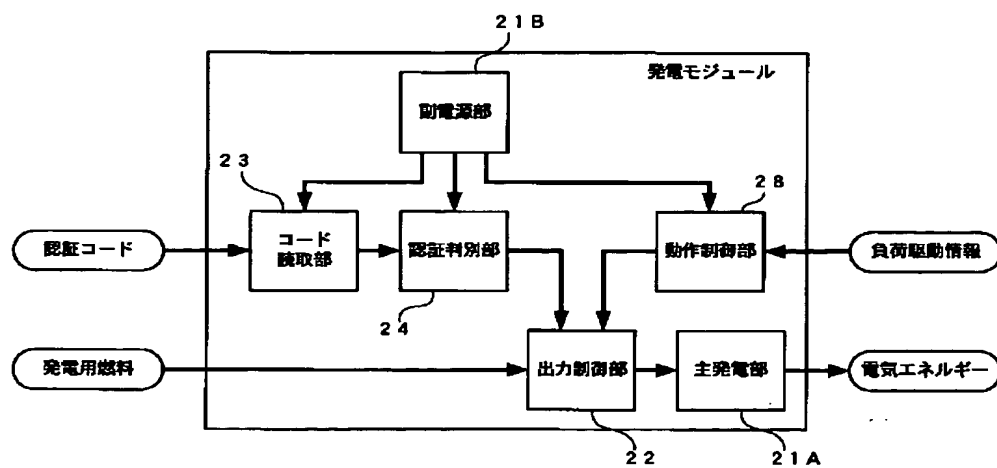 21B
発電モジュール
副電源部
23
28
認証コード
コード
読取部
認証判別部
動作制御部
負荷駆動情報
24
発電用燃料
出力制御部
主発電部
電気エネルギー
22
21A